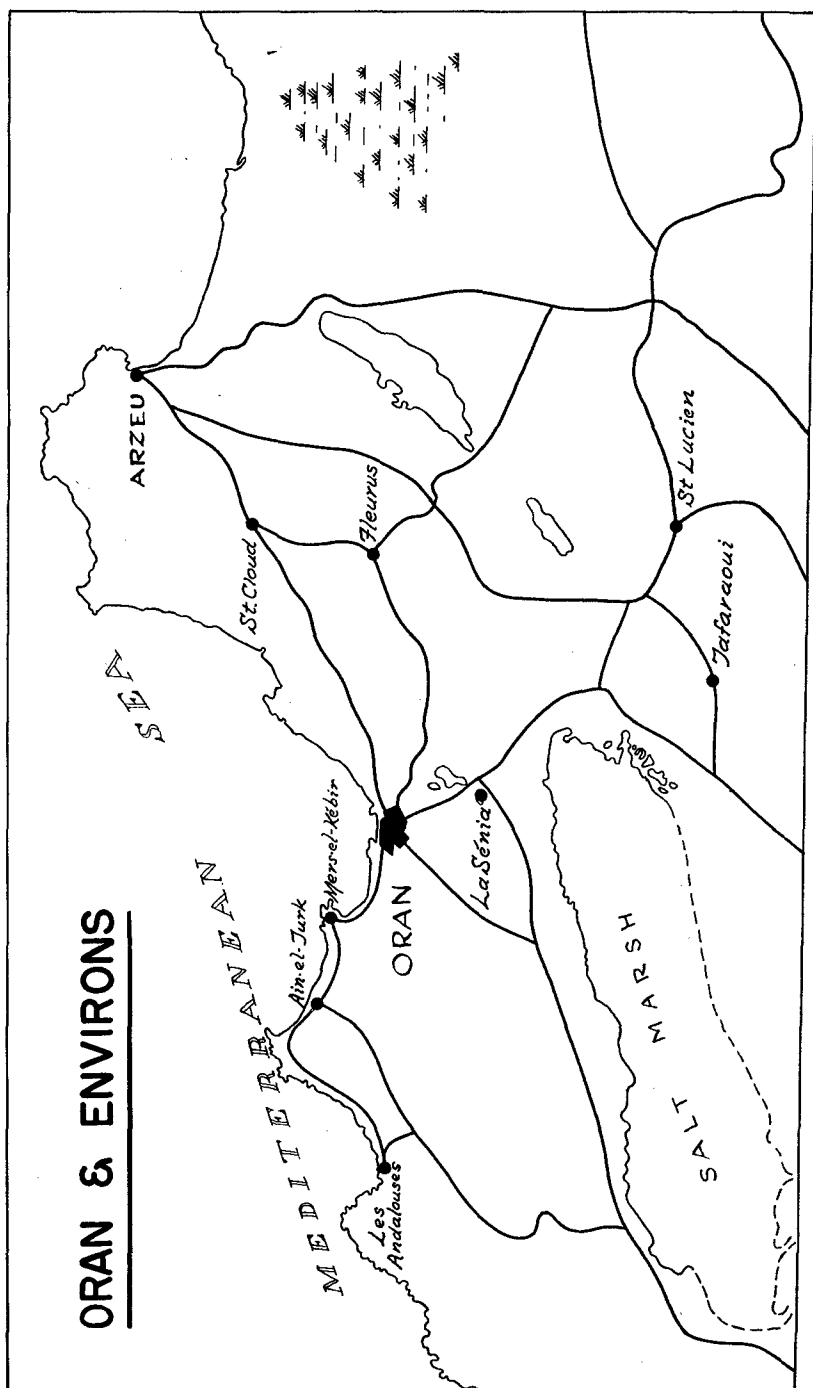 ORAN & ENVIRONS
MEDITERRANEAN SEA
ARZEU
St. Cloud
Fleurus
Mers-el-Kébir
Ain-el-Turk
Les
Andalouses
ORAN
La Sénia
St Lucien
Tafaraoui
SALT MARSH